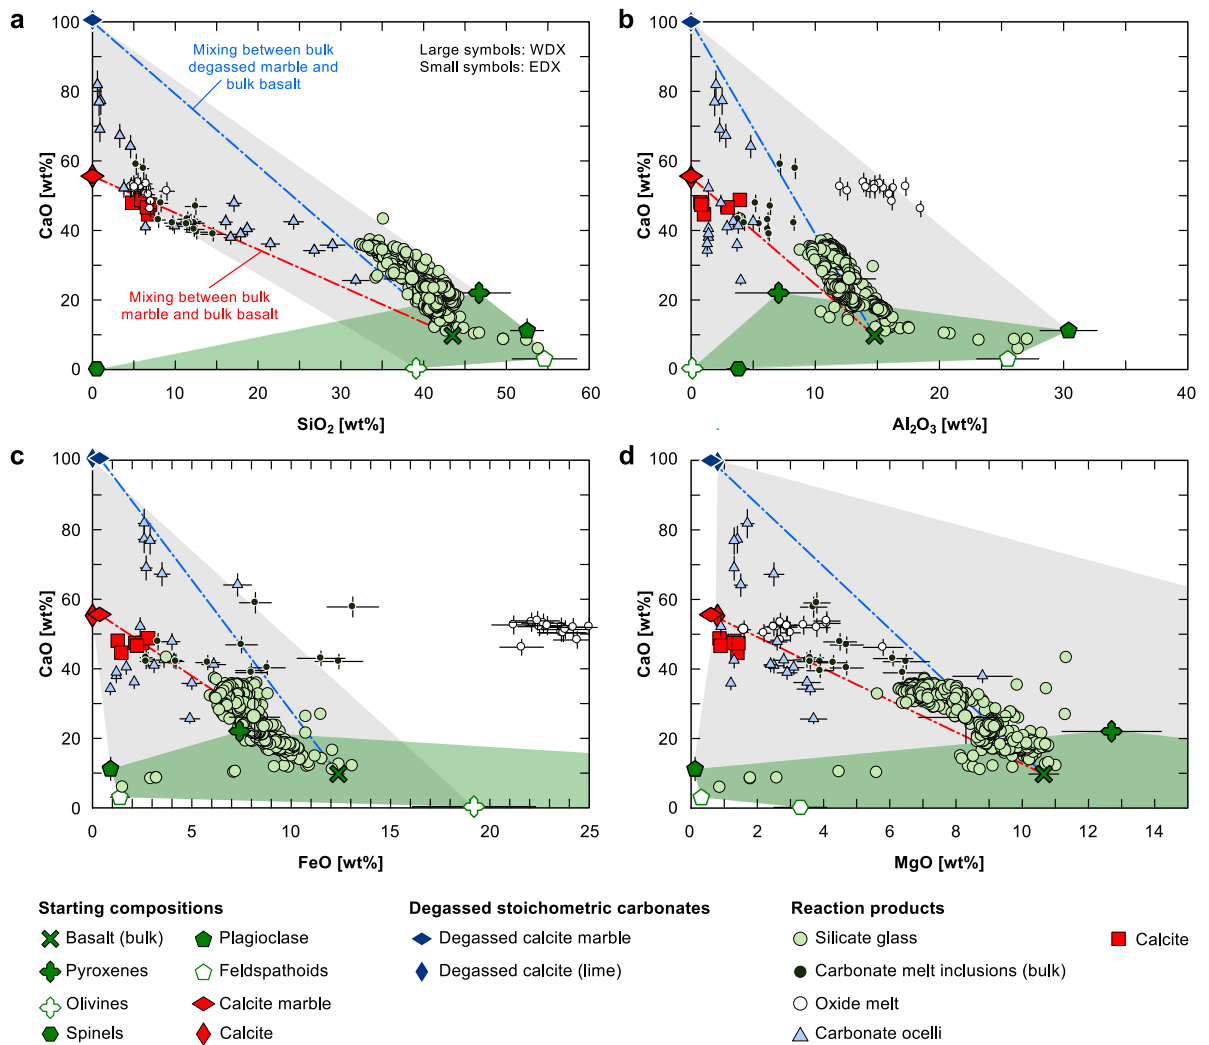 a
100
80
60
40
20
0
CaO [wt%]
Mixing between bulk
degassed marble and
bulk basalt
Large symbols: WDX
Small symbols: EDX
Mixing between bulk
marble and bulk basalt
0 10 20 30 40 50 60
SiO₂ [wt%]
b
100
80
60
40
20
0
CaO [wt%]
0 10 20 30 40
Al₂O₃ [wt%]
c
100
80
60
40
20
0
CaO [wt%]
0 5 10 15 20 25
FeO [wt%]
d
100
80
60
40
20
0
CaO [wt%]
0 2 4 6 8 10 12 14
MgO [wt%]
Starting compositions
Basalt (bulk)
Pyroxenes
Olivines
Spinels
Plagioclase
Feldspathoids
Calcite marble
Calcite
Degassed stoichometric carbonates
Degassed calcite marble
Degassed calcite (lime)
Reaction products
Silicate glass
Carbonate melt inclusions (bulk)
Oxide melt
Carbonate ocelli
Calcite